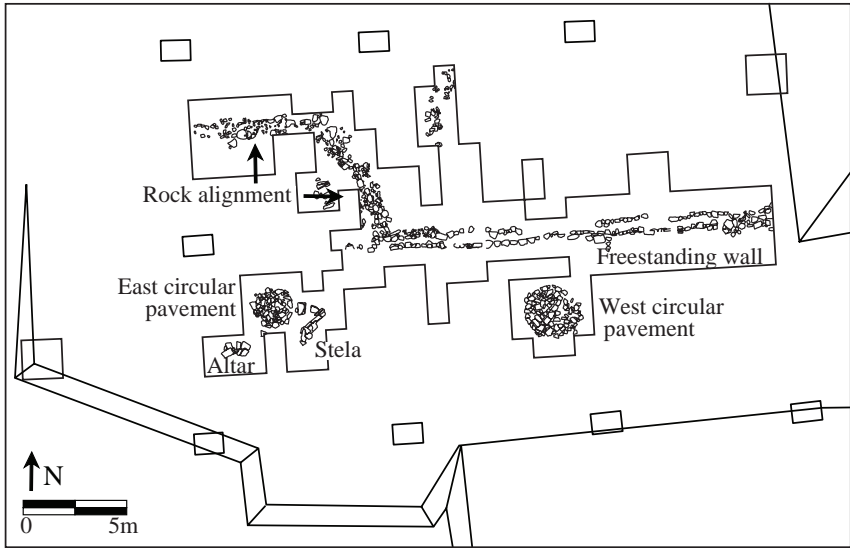 Rock alignment
Freestanding wall
East circular
pavement
West circular
pavement
Stela
Altar
N
0 5m